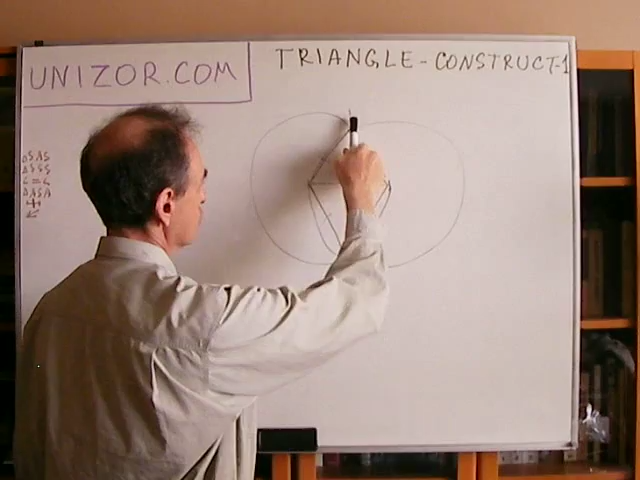 UNIZOR.COM
TRIANGLE - CONSTRUCT-1
△SAS
△SSS
∠=∠
△ASA